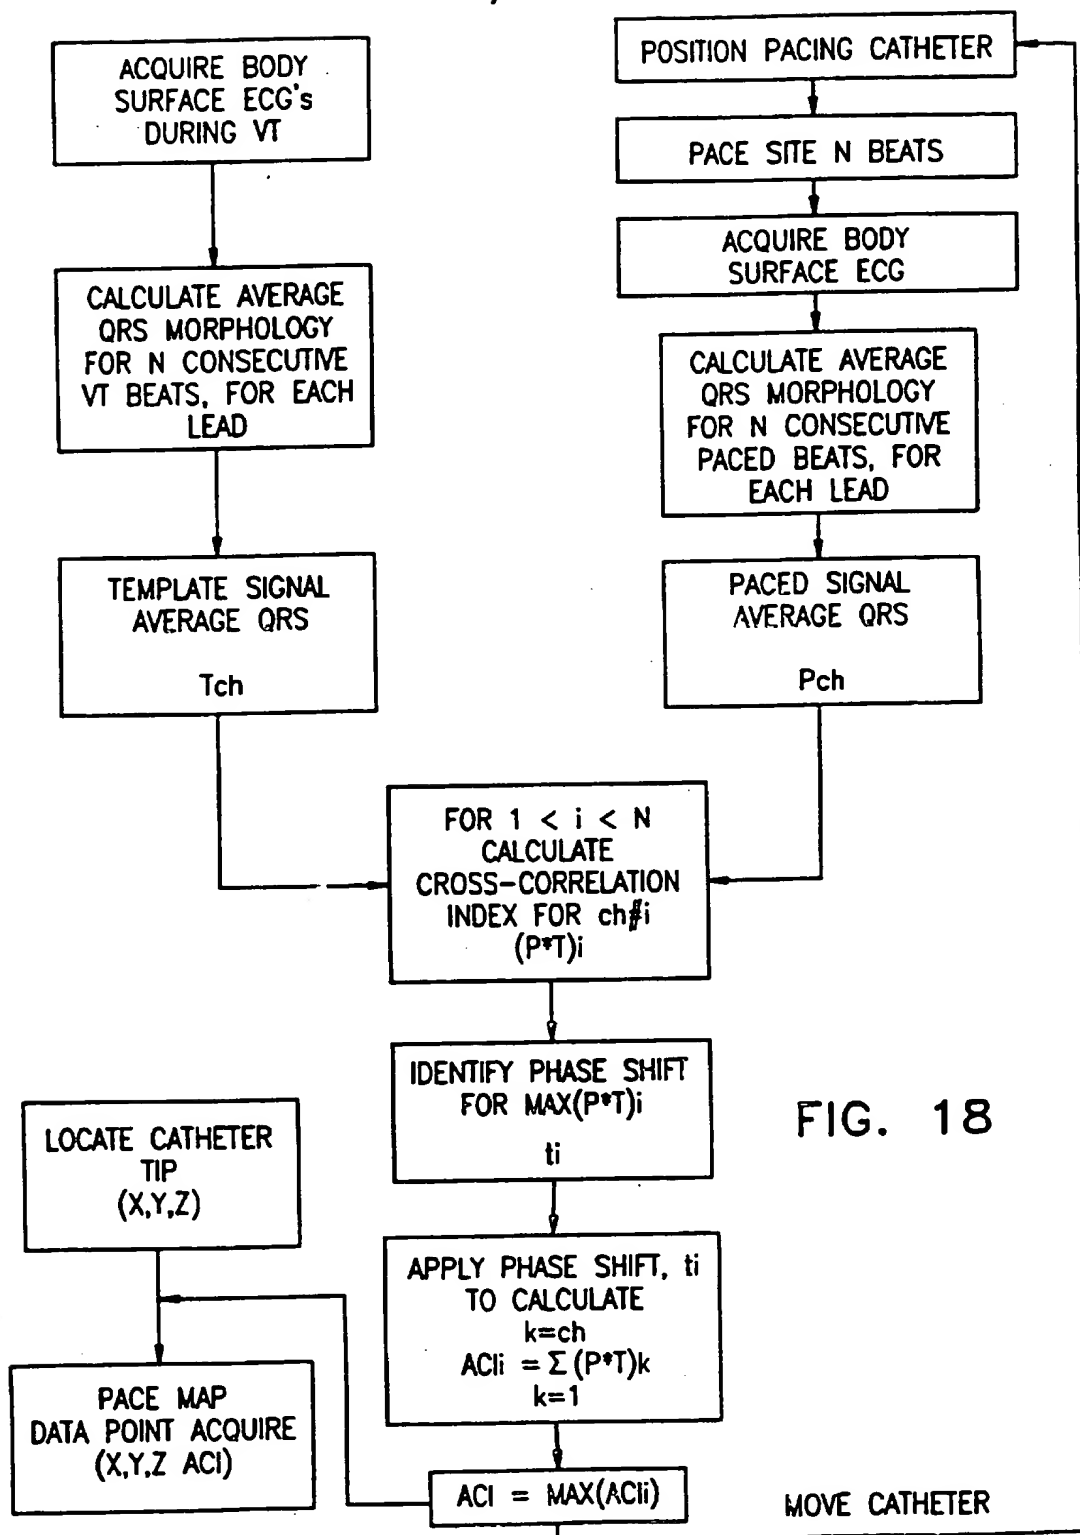 ACQUIRE BODY
SURFACE ECG's
DURING VT
CALCULATE AVERAGE
QRS MORPHOLOGY
FOR N CONSECUTIVE
VT BEATS, FOR EACH
LEAD
TEMPLATE SIGNAL
AVERAGE QRS
Tch
POSITION PACING CATHETER
PACE SITE N BEATS
ACQUIRE BODY
SURFACE ECG
CALCULATE AVERAGE
QRS MORPHOLOGY
FOR N CONSECUTIVE
PACED BEATS, FOR
EACH LEAD
PACED SIGNAL
AVERAGE QRS
Pch
FOR 1 < i < N
CALCULATE
CROSS-CORRELATION
INDEX FOR ch#i
(P*T)i
IDENTIFY PHASE SHIFT
FOR MAX(P*T)i
ti
FIG. 18
LOCATE CATHETER
TIP
(X,Y,Z)
APPLY PHASE SHIFT, ti
TO CALCULATE
k=ch
ACIi = Σ (P*T)k
k=1
PACE MAP
DATA POINT ACQUIRE
(X,Y,Z ACI)
ACI = MAX(ACIi)
MOVE CATHETER